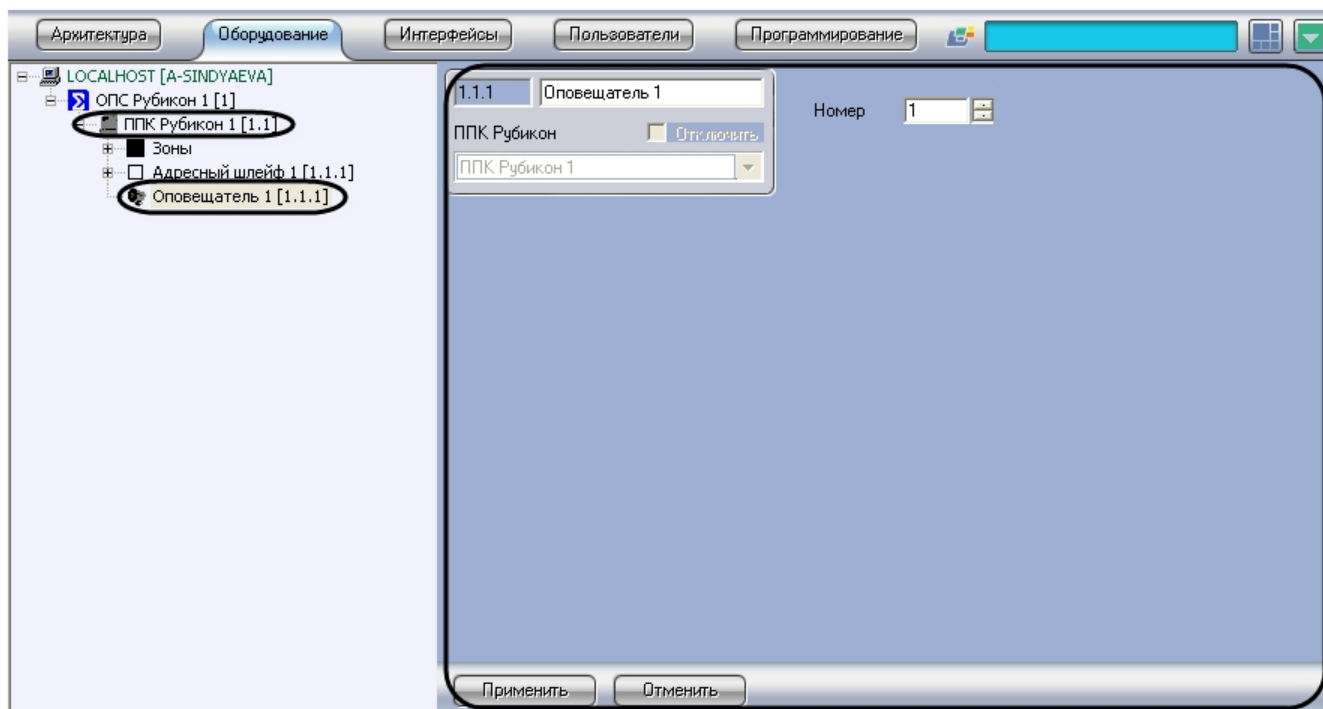 Архитектура Оборудование Интерфейсы Пользователи Программирование
LOCALHOST [A-SINDYAEVA]
ОПС Рубикон 1 [1]
ППК Рубикон 1 [1.1]
Зоны
Адресный шлейф 1 [1.1.1]
Оповещатель 1 [1.1.1]
1.1.1 Оповещатель 1
ППК Рубикон Отключить
ППК Рубикон 1
Номер 1
Применить Отменить